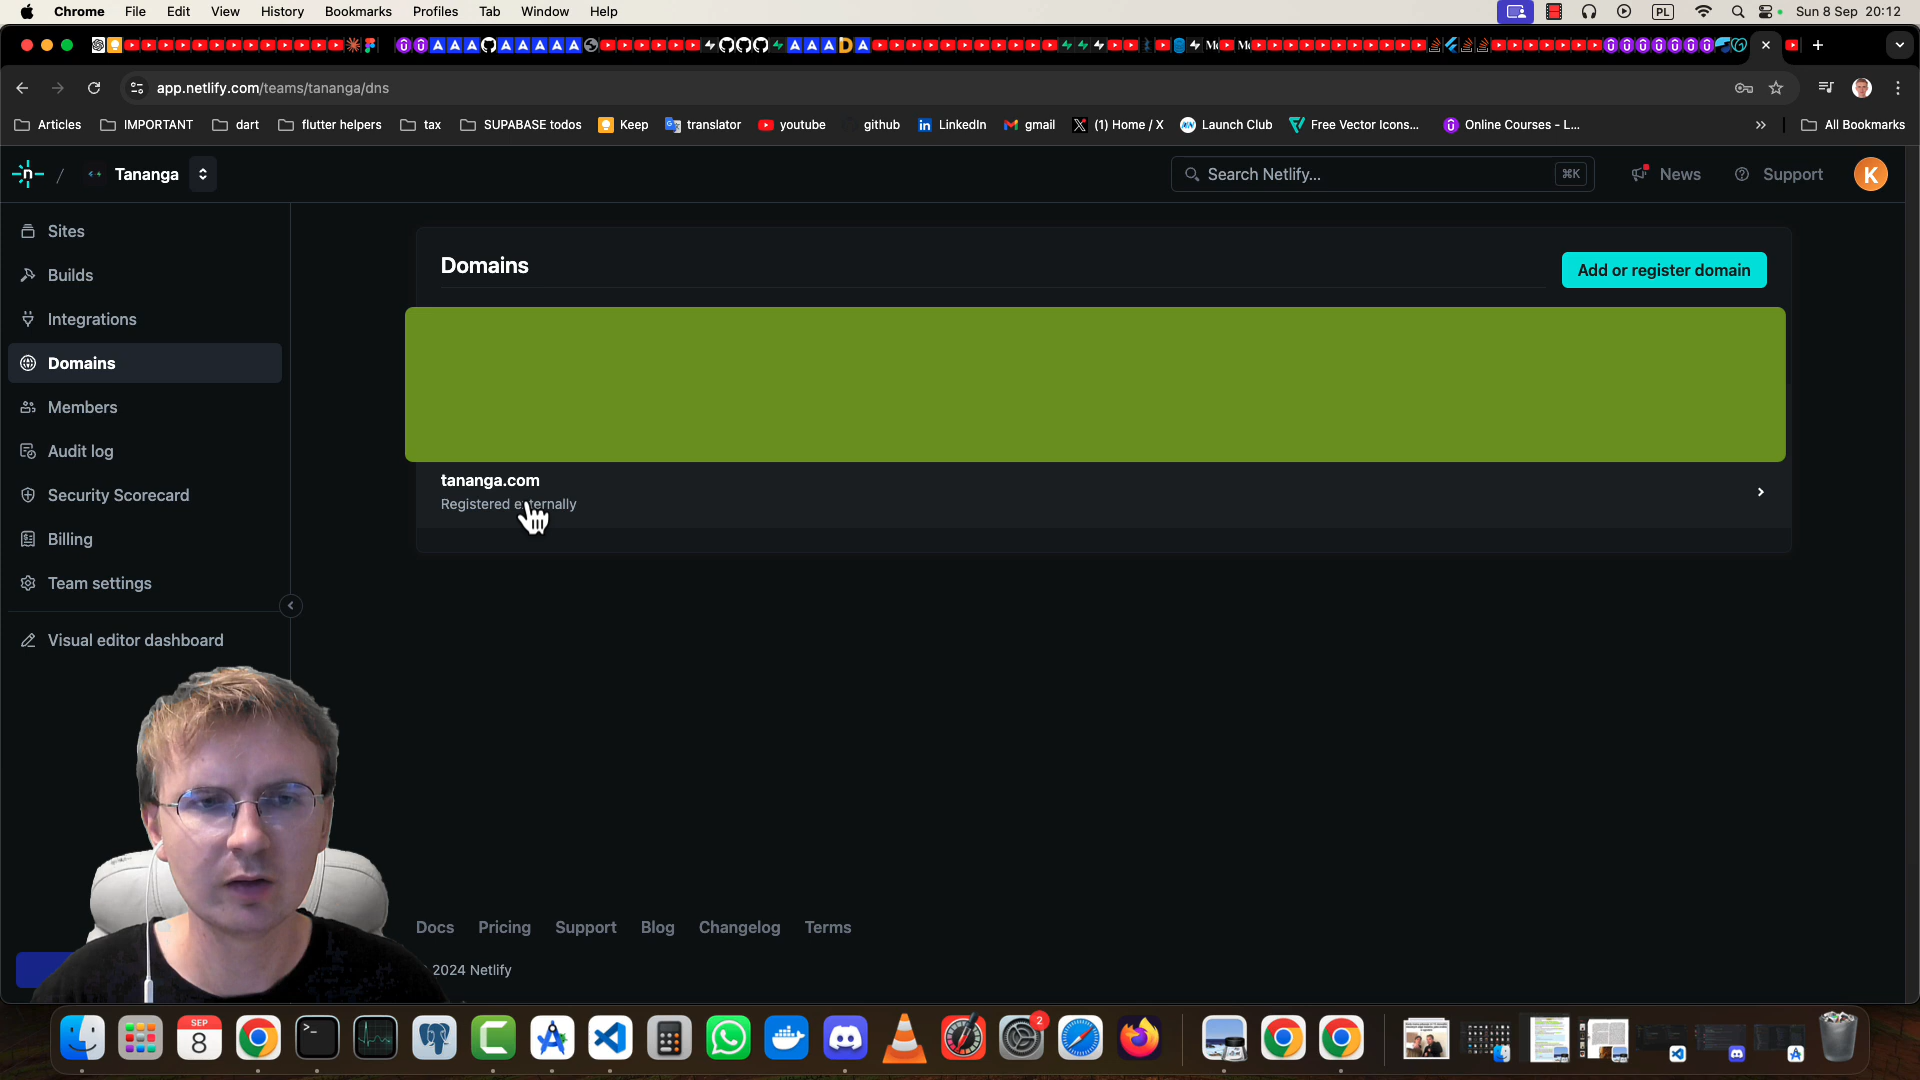 Chrome File Edit View History Bookmarks Profiles Tab Window Help PL Sun 8 Sep 20:12
app.netlify.com/teams/tananga/dns
Articles IMPORTANT dart flutter helpers tax SUPABASE todos Keep translator youtube github LinkedIn gmail (1) Home / X Launch Club Free Vector Icons... Online Courses - L... » All Bookmarks
n / Tananga Search Netlify... ⌘K News Support K
Sites
Builds
Integrations
Domains
Members
Audit log
Security Scorecard
Billing
Team settings
Visual editor dashboard
Domains
Add or register domain
tananga.com
Registered externally
Docs Pricing Support Blog Changelog Terms
2024 Netlify
SEP
8
2